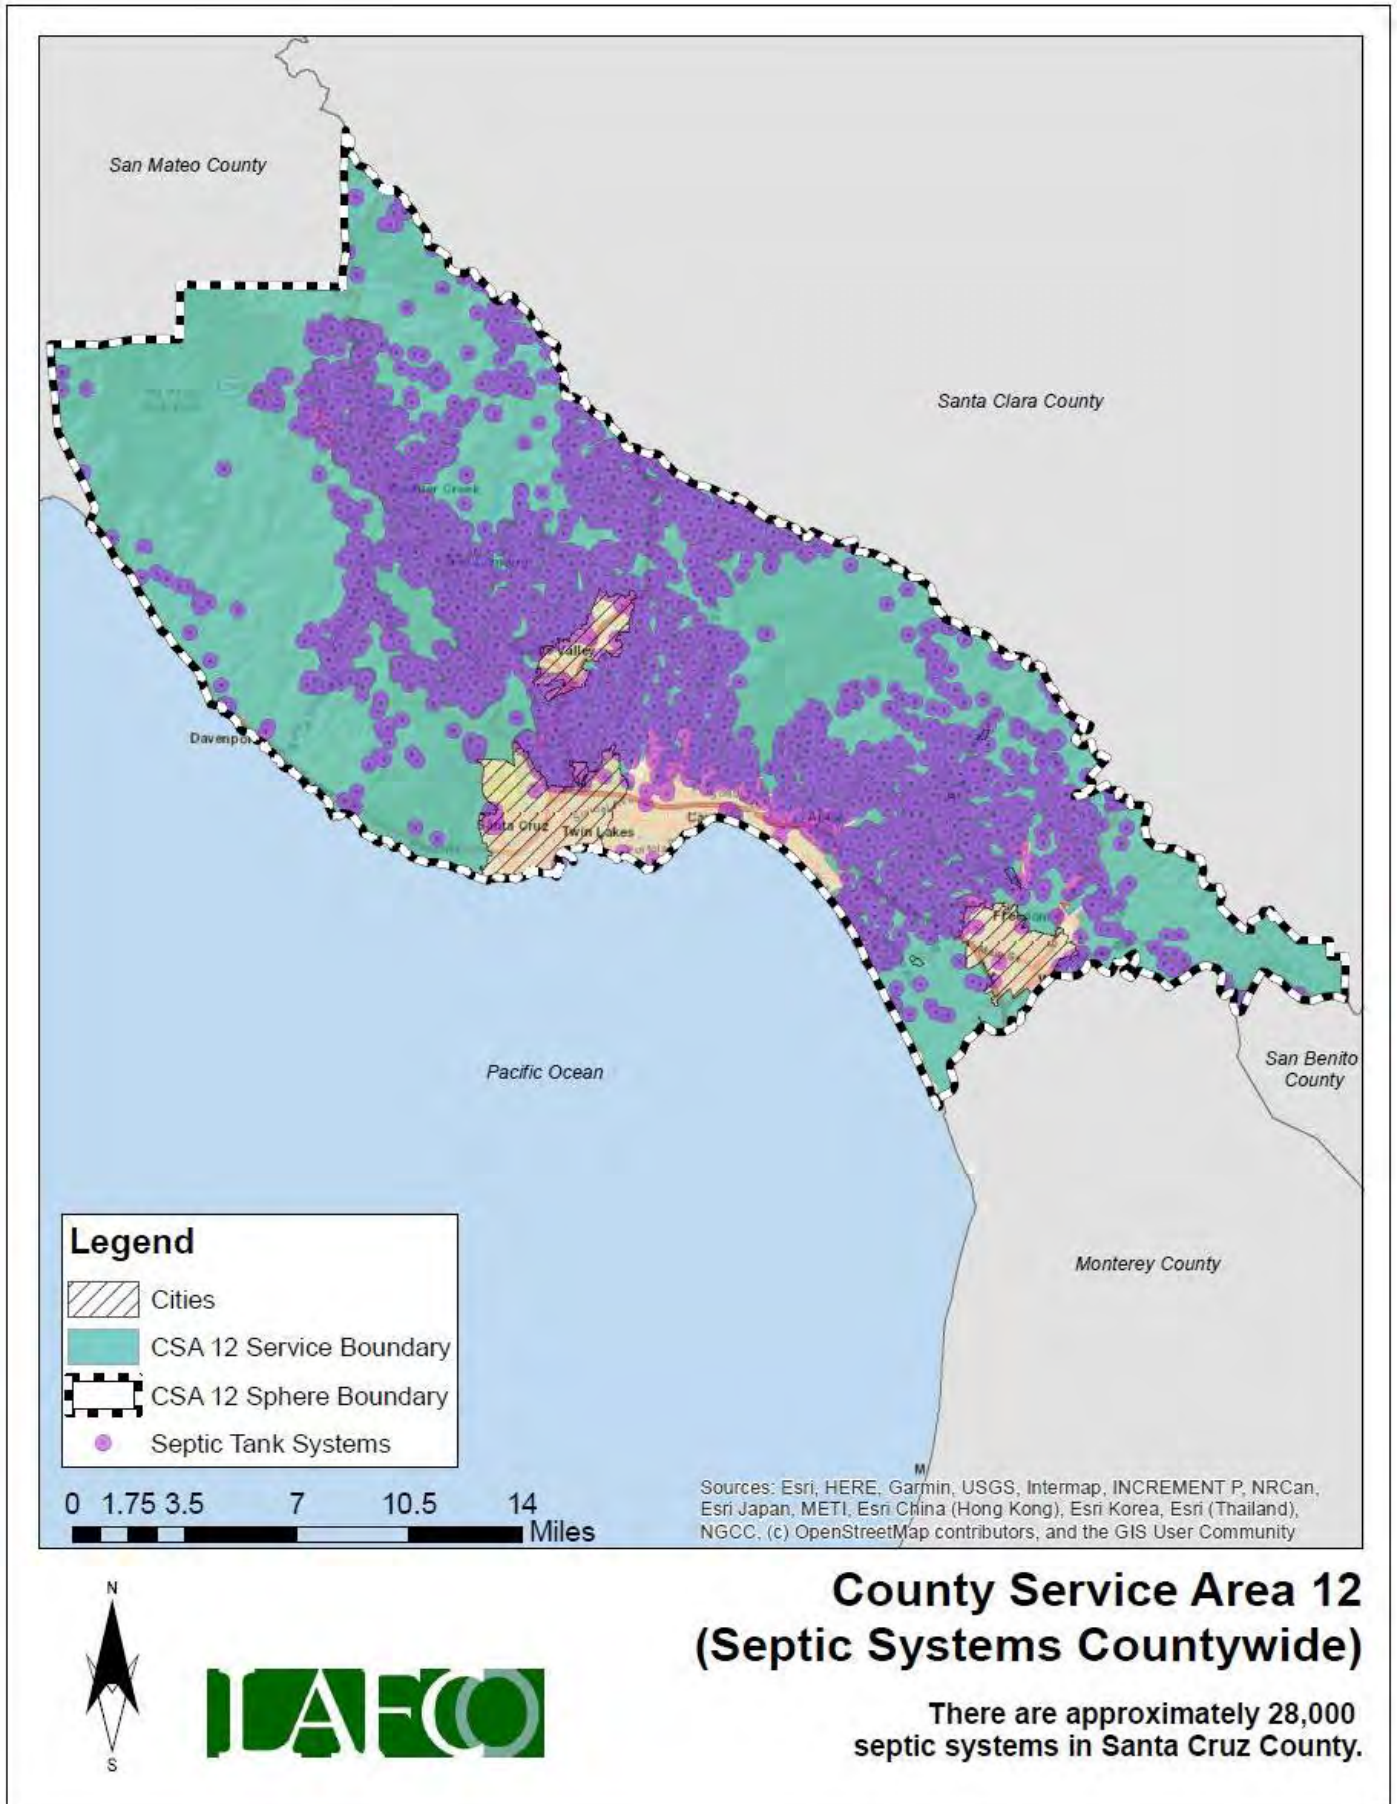 San Mateo County
Santa Clara County
Davenpor
Valley
Santa Cruz
Twin Lakes
Freedom
Pacific Ocean
San Benito
County
Monterey County
Legend
Cities
CSA 12 Service Boundary
CSA 12 Sphere Boundary
Septic Tank Systems
0 1.75 3.5 7 10.5 14
Miles
M
Sources: Esri, HERE, Garmin, USGS, Intermap, INCREMENT P, NRCan,
Esri Japan, METI, Esri China (Hong Kong), Esri Korea, Esri (Thailand),
NGCC, (c) OpenStreetMap contributors, and the GIS User Community
N
S
LAFCO
County Service Area 12
(Septic Systems Countywide)
There are approximately 28,000
septic systems in Santa Cruz County.